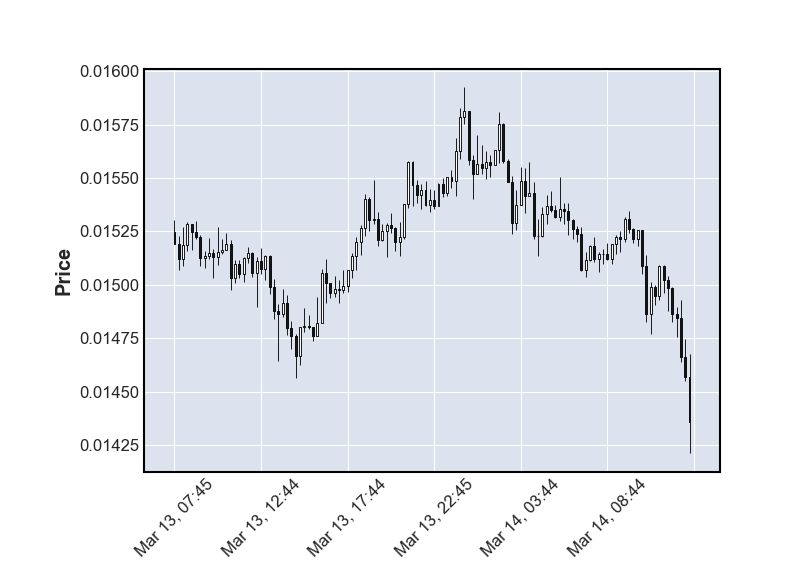 0.01600
0.01575
0.01550
0.01525
0.01500
0.01475
0.01450
0.01425
Price
Mar 13, 07:45
Mar 13, 12:44
Mar 13, 17:44
Mar 13, 22:45
Mar 14, 03:44
Mar 14, 08:44